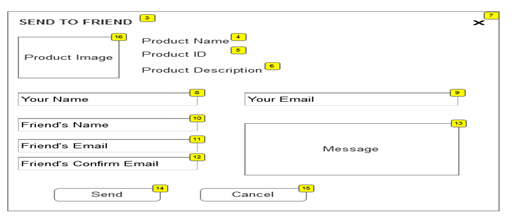 SEND TO FRIEND 3
7
×
16
Product Image
Product Name 4
Product ID 5
Product Description 6
Your Name 8
Your Email 9
Friend's Name 10
Friend's Email 11
Friend's Confirm Email 12
Message 13
Send 14
Cancel 15